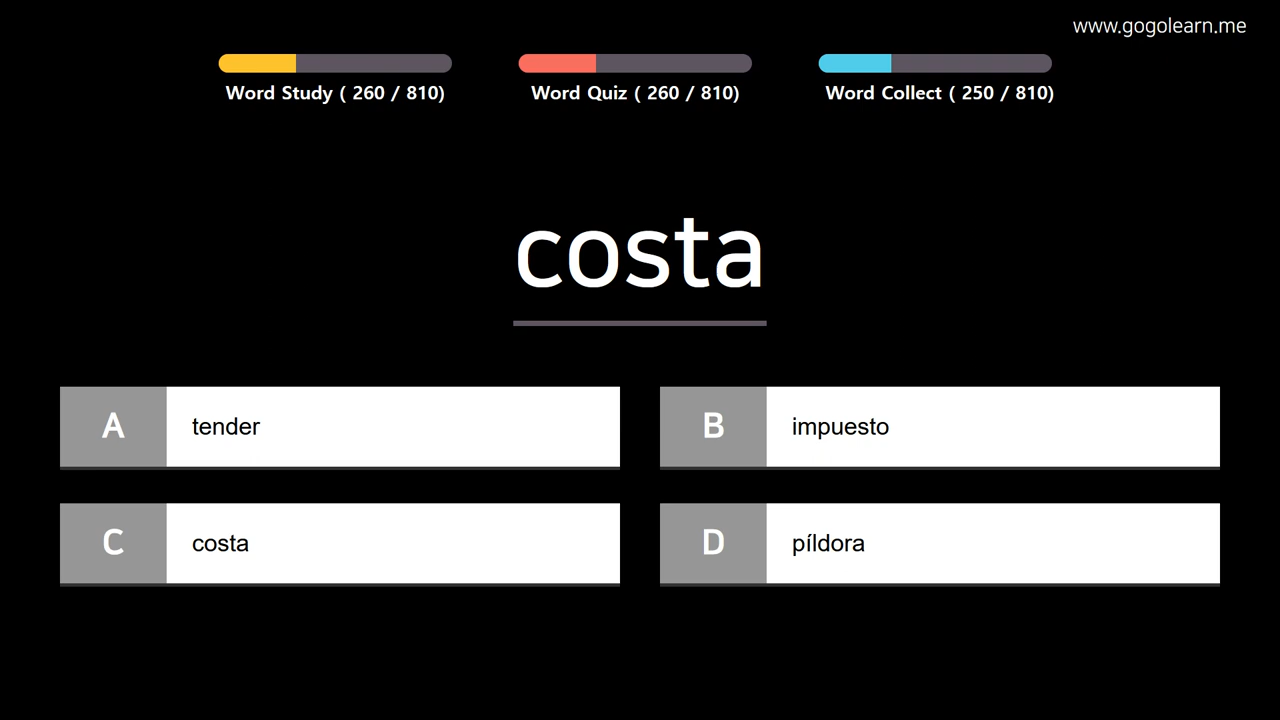 www.gogolearn.me
Word Study ( 260 / 810)
Word Quiz ( 260 / 810)
Word Collect ( 250 / 810)
costa
A tender
B impuesto
C costa
D píldora